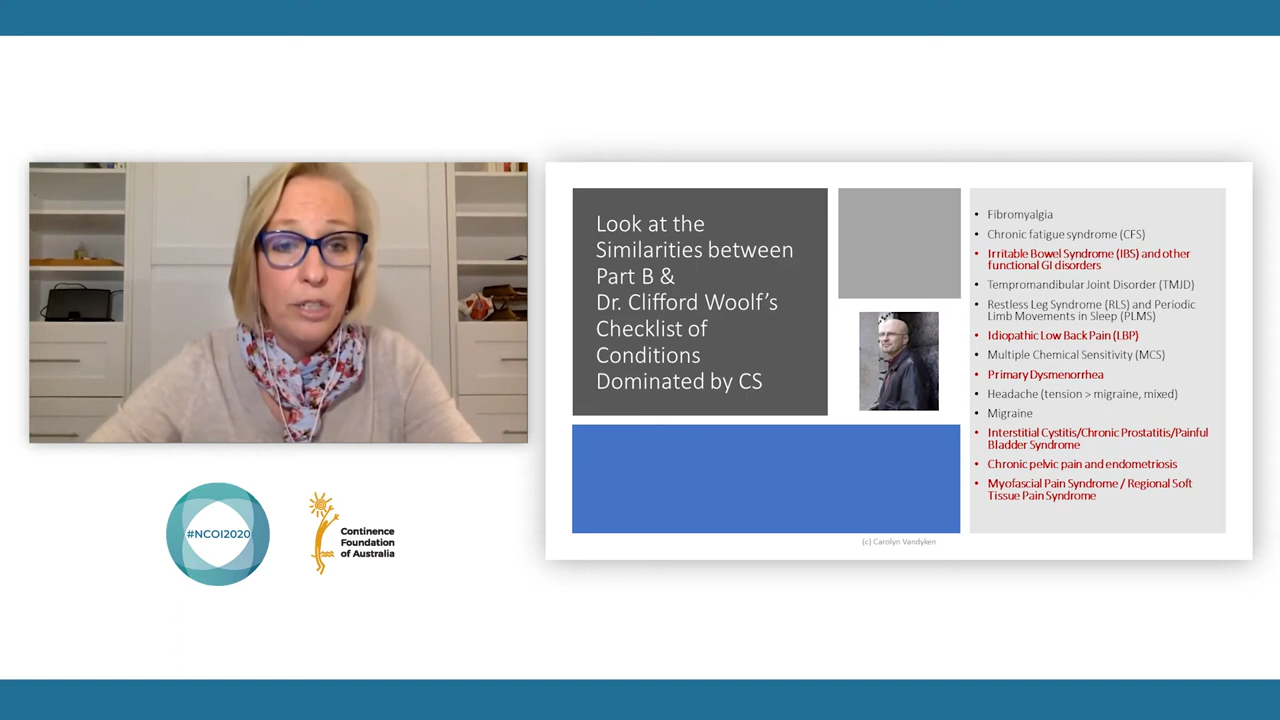 Look at the
Similarities between
Part B &
Dr. Clifford Woolf's
Checklist of
Conditions
Dominated by CS
• Fibromyalgia
• Chronic fatigue syndrome (CFS)
• Irritable Bowel Syndrome (IBS) and other
functional GI disorders
• Tempromandibular Joint Disorder (TMJD)
• Restless Leg Syndrome (RLS) and Periodic
Limb Movements in Sleep (PLMS)
• Idiopathic Low Back Pain (LBP)
• Multiple Chemical Sensitivity (MCS)
• Primary Dysmenorrhea
• Headache (tension > migraine, mixed)
• Migraine
• Interstitial Cystitis/Chronic Prostatitis/Painful
Bladder Syndrome
• Chronic pelvic pain and endometriosis
• Myofascial Pain Syndrome / Regional Soft
Tissue Pain Syndrome
(c) Carolyn Vandyken
#NCOI2020
Continence
Foundation
of Australia